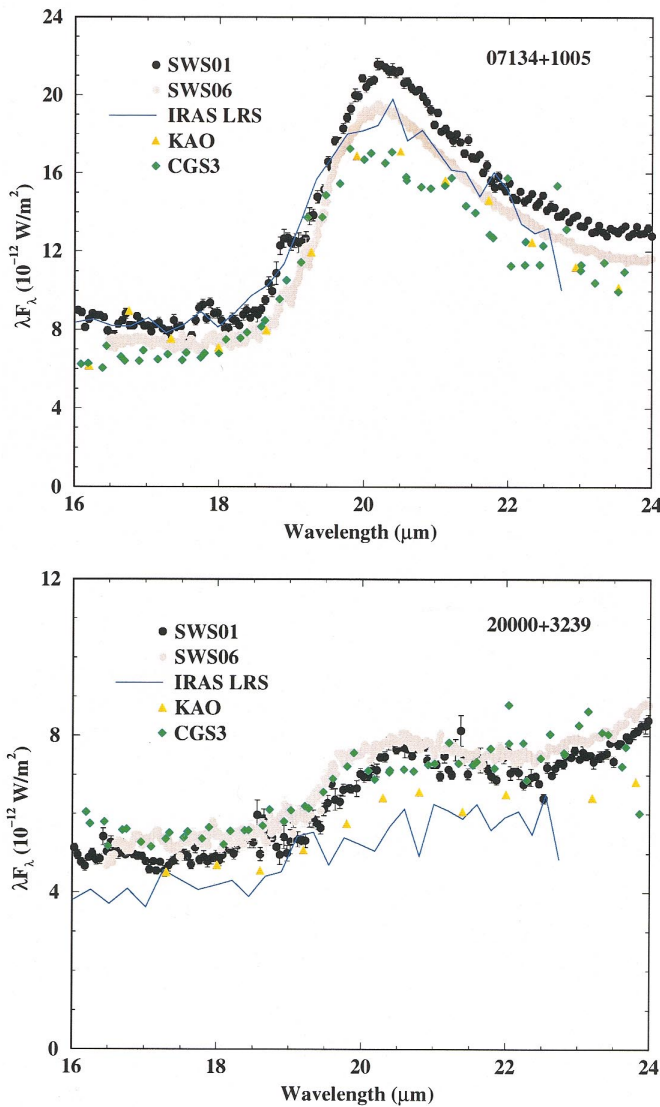 24
20
16
12
8
4
0
λFλ (10⁻¹² W/m²)
SWS01
SWS06
IRAS LRS
KAO
CGS3
07134+1005
16
18
20
22
24
Wavelength (μm)
12
8
4
0
λFλ (10⁻¹² W/m²)
SWS01
SWS06
IRAS LRS
KAO
CGS3
20000+3239
16
18
20
22
24
Wavelength (μm)